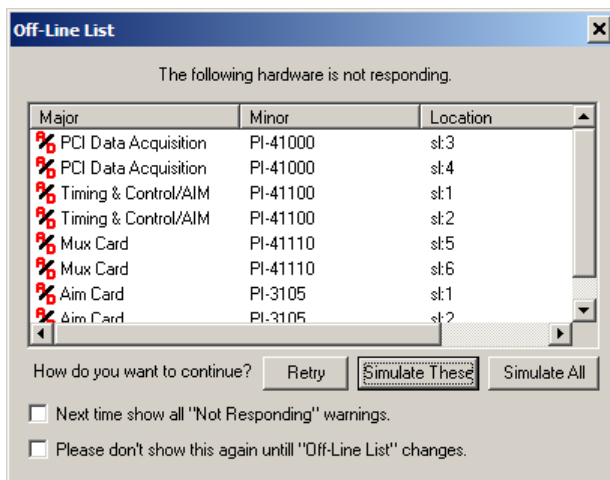 Off-Line List
The following hardware is not responding.
Major Minor Location
PCI Data Acquisition PI-41000 sl:3
PCI Data Acquisition PI-41000 sl:4
Timing & Control/AIM PI-41100 sl:1
Timing & Control/AIM PI-41100 sl:2
Mux Card PI-41110 sl:5
Mux Card PI-41110 sl:6
Aim Card PI-3105 sl:1
Aim Card PI-3105 sl:2
How do you want to continue? Retry Simulate These Simulate All
Next time show all "Not Responding" warnings.
Please don't show this again untill "Off-Line List" changes.